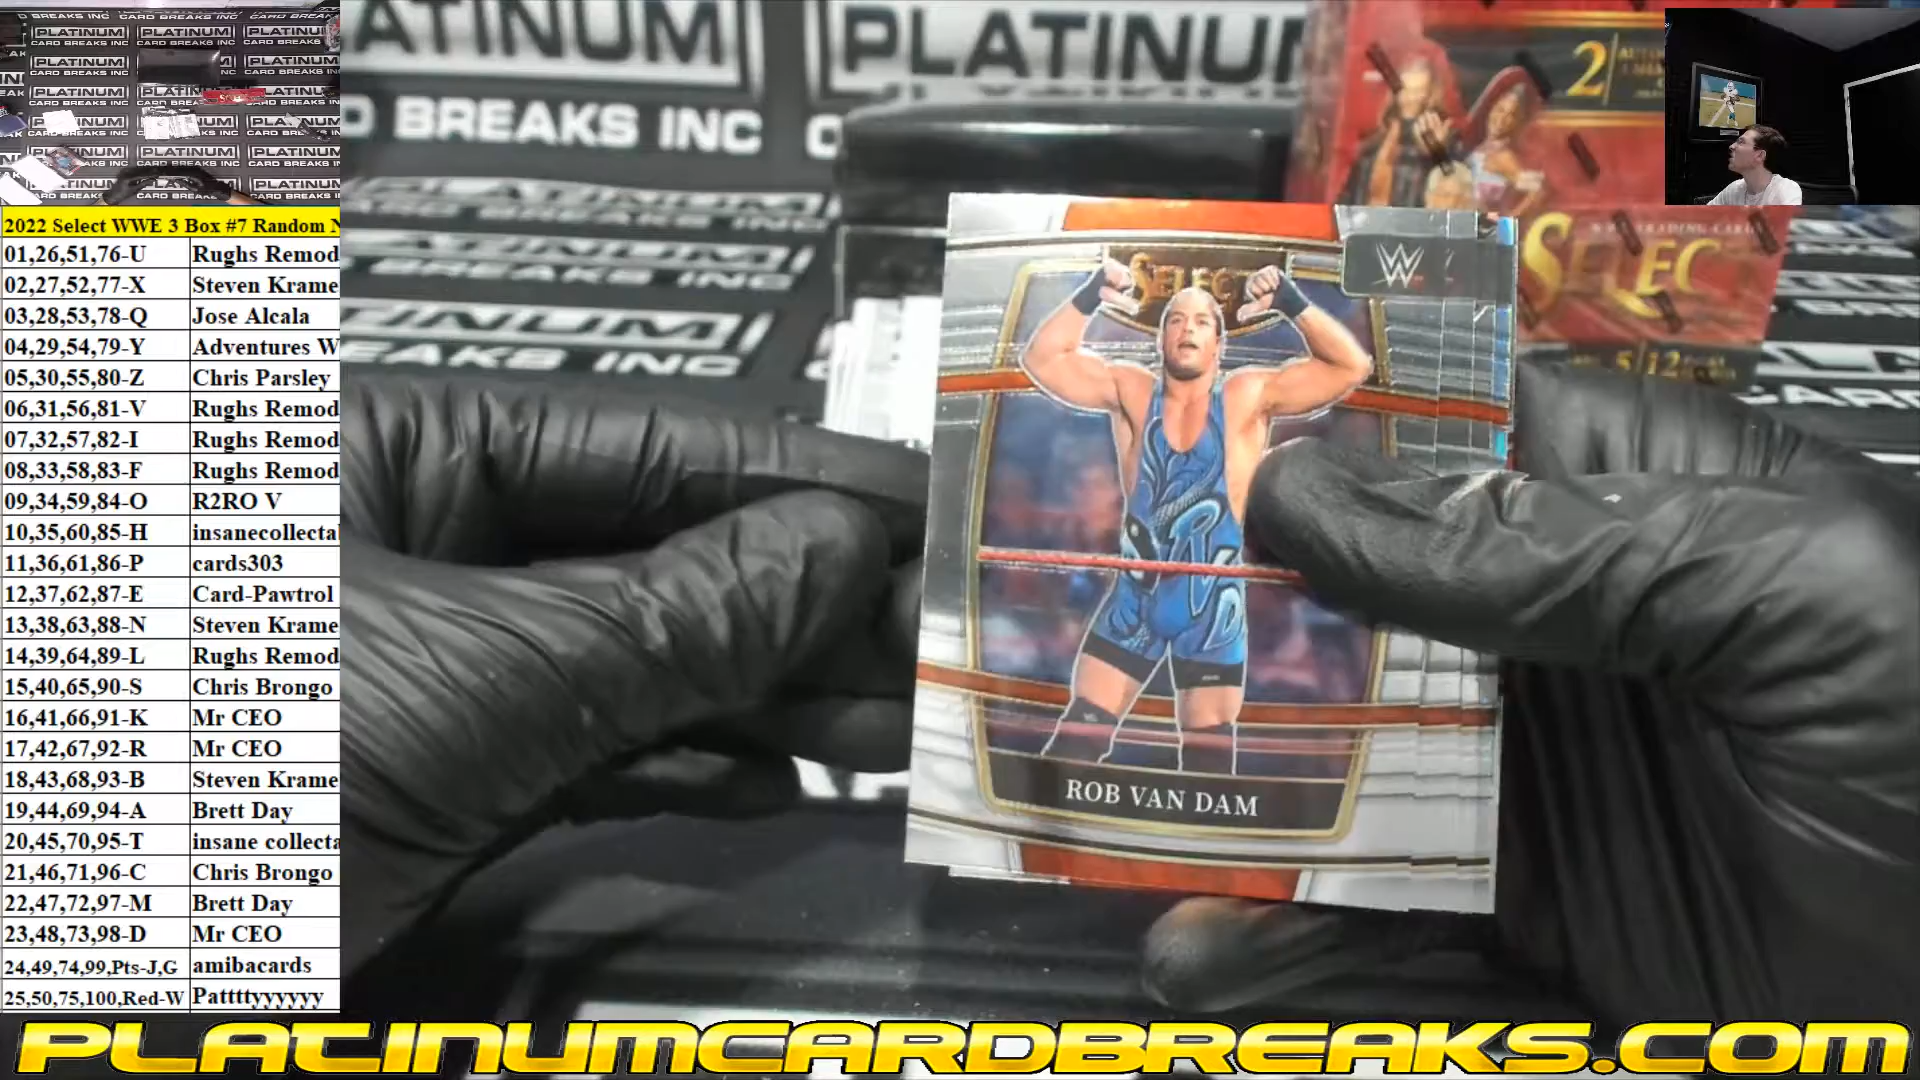 2022 Select WWE 3 Box #7 Random
01,26,51,76-U Rughs Remod
02,27,52,77-X Steven Krame
03,28,53,78-Q Jose Alcala
04,29,54,79-Y Adventures W
05,30,55,80-Z Chris Parsley
06,31,56,81-V Rughs Remod
07,32,57,82-I Rughs Remod
08,33,58,83-F Rughs Remod
09,34,59,84-O R2RO V
10,35,60,85-H insanecollecta
11,36,61,86-P cards303
12,37,62,87-E Card-Pawtrol
13,38,63,88-N Steven Krame
14,39,64,89-L Rughs Remod
15,40,65,90-S Chris Brongo
16,41,66,91-K Mr CEO
17,42,67,92-R Mr CEO
18,43,68,93-B Steven Krame
19,44,69,94-A Brett Day
20,45,70,95-T insane collecta
21,46,71,96-C Chris Brongo
22,47,72,97-M Brett Day
23,48,73,98-D Mr CEO
24,49,74,99,Pts-J,G amibacards
25,50,75,100,Red-W Patttttyyyyyy
ATINUM PLATINUM
D BREAKS INC
PLATINUM
SELECT
W
RVD
ROB VAN DAM
2
SELEC
PLATINUMCARDBREAKS.COM